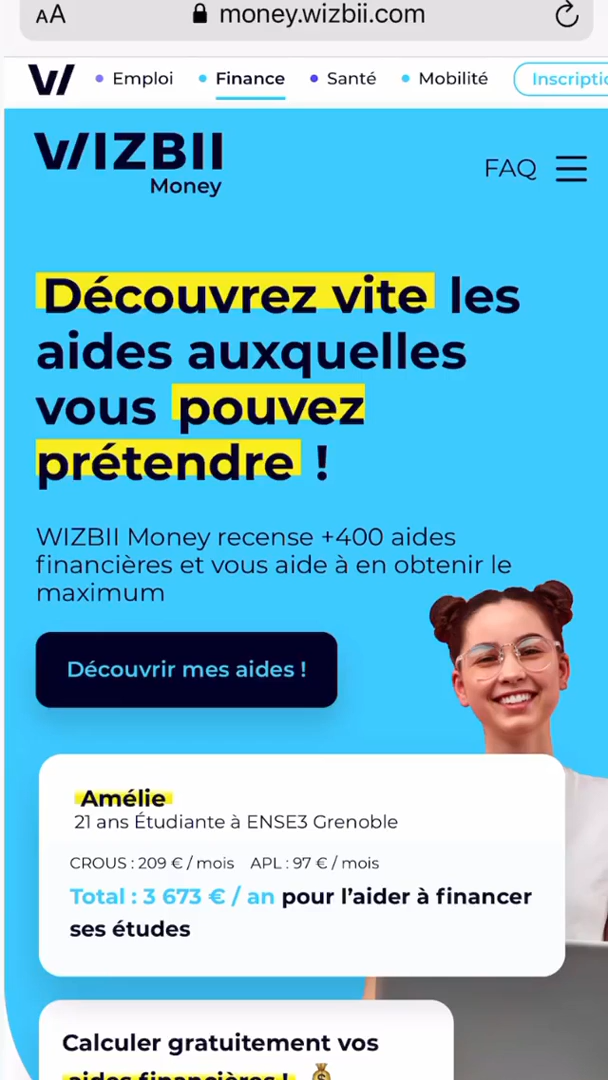 AA money.wizbii.com
W/ Emploi Finance Santé Mobilité Inscriptio
WIZBII
Money
FAQ
Découvrez vite les
aides auxquelles
vous pouvez
prétendre !
WIZBII Money recense +400 aides
financières et vous aide à en obtenir le
maximum
Découvrir mes aides !
Amélie
21 ans Étudiante à ENSE3 Grenoble
CROUS : 209 € / mois APL : 97 € / mois
Total : 3 673 € / an pour l’aider à financer
ses études
Calculer gratuitement vos
aides financières !